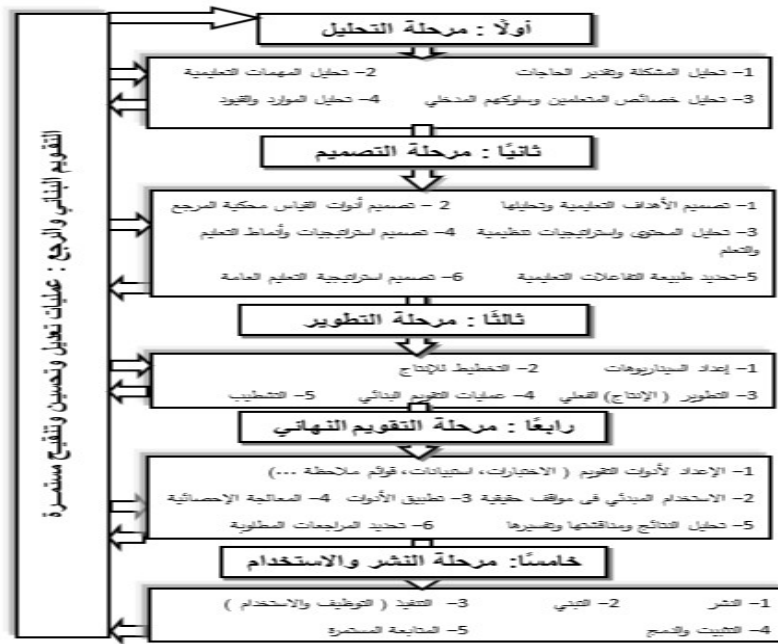 أولًا : مرحلة التحليل
1– تحليل المشكلة وتقدير الحاجات 2– تحليل المهمات التعليمية
3– تحليل خصائص المتعلمين وسلوكهم المدخلي 4– تحليل الموارد والقيود
ثانيًا : مرحلة التصميم
1– تصميم الأهداف التعليمية وتحليلها 2 – تصميم أدوات القياس محكية المرجع
3– تحليل المحتوى واستراتيجيات تنظيمية 4– تصميم استراتيجيات وأنماط التعليم
والتعلم
5–تحديد طبيعة التفاعلات التعليمية 6– تصميم استراتيجية التعليم العامة
ثالثًا : مرحلة التطوير
1– إعداد السيناريوهات 2– التخطيط للإنتاج
3– التطوير ( الإنتاج) الفعلي 4– عمليات التقويم البنائي 5– التشطيب
رابعًا : مرحلة التقويم النهائي
1– الإعداد لأدوات التقويم ( الاختبارات، استبيانات، قوائم ملاحظة ...)
2– الاستخدام المبدئي فى مواقف حقيقية 3– تطبيق الأدوات 4– المعالجة الإحصائية
5– تحليل النتائج ومناقشتها وتفسيرها 6– تحديد المراجعات المطلوبة
خامسًا: مرحلة النشر والاستخدام
1– النشر 2– التبني 3– التنفيذ ( التوظيف والاستخدام )
4– التثبيت والدمج 5– المتابعة المستمرة
التقويم البنائي والرجع : عمليات تعديل وتحسين وتنقيح مستمرة